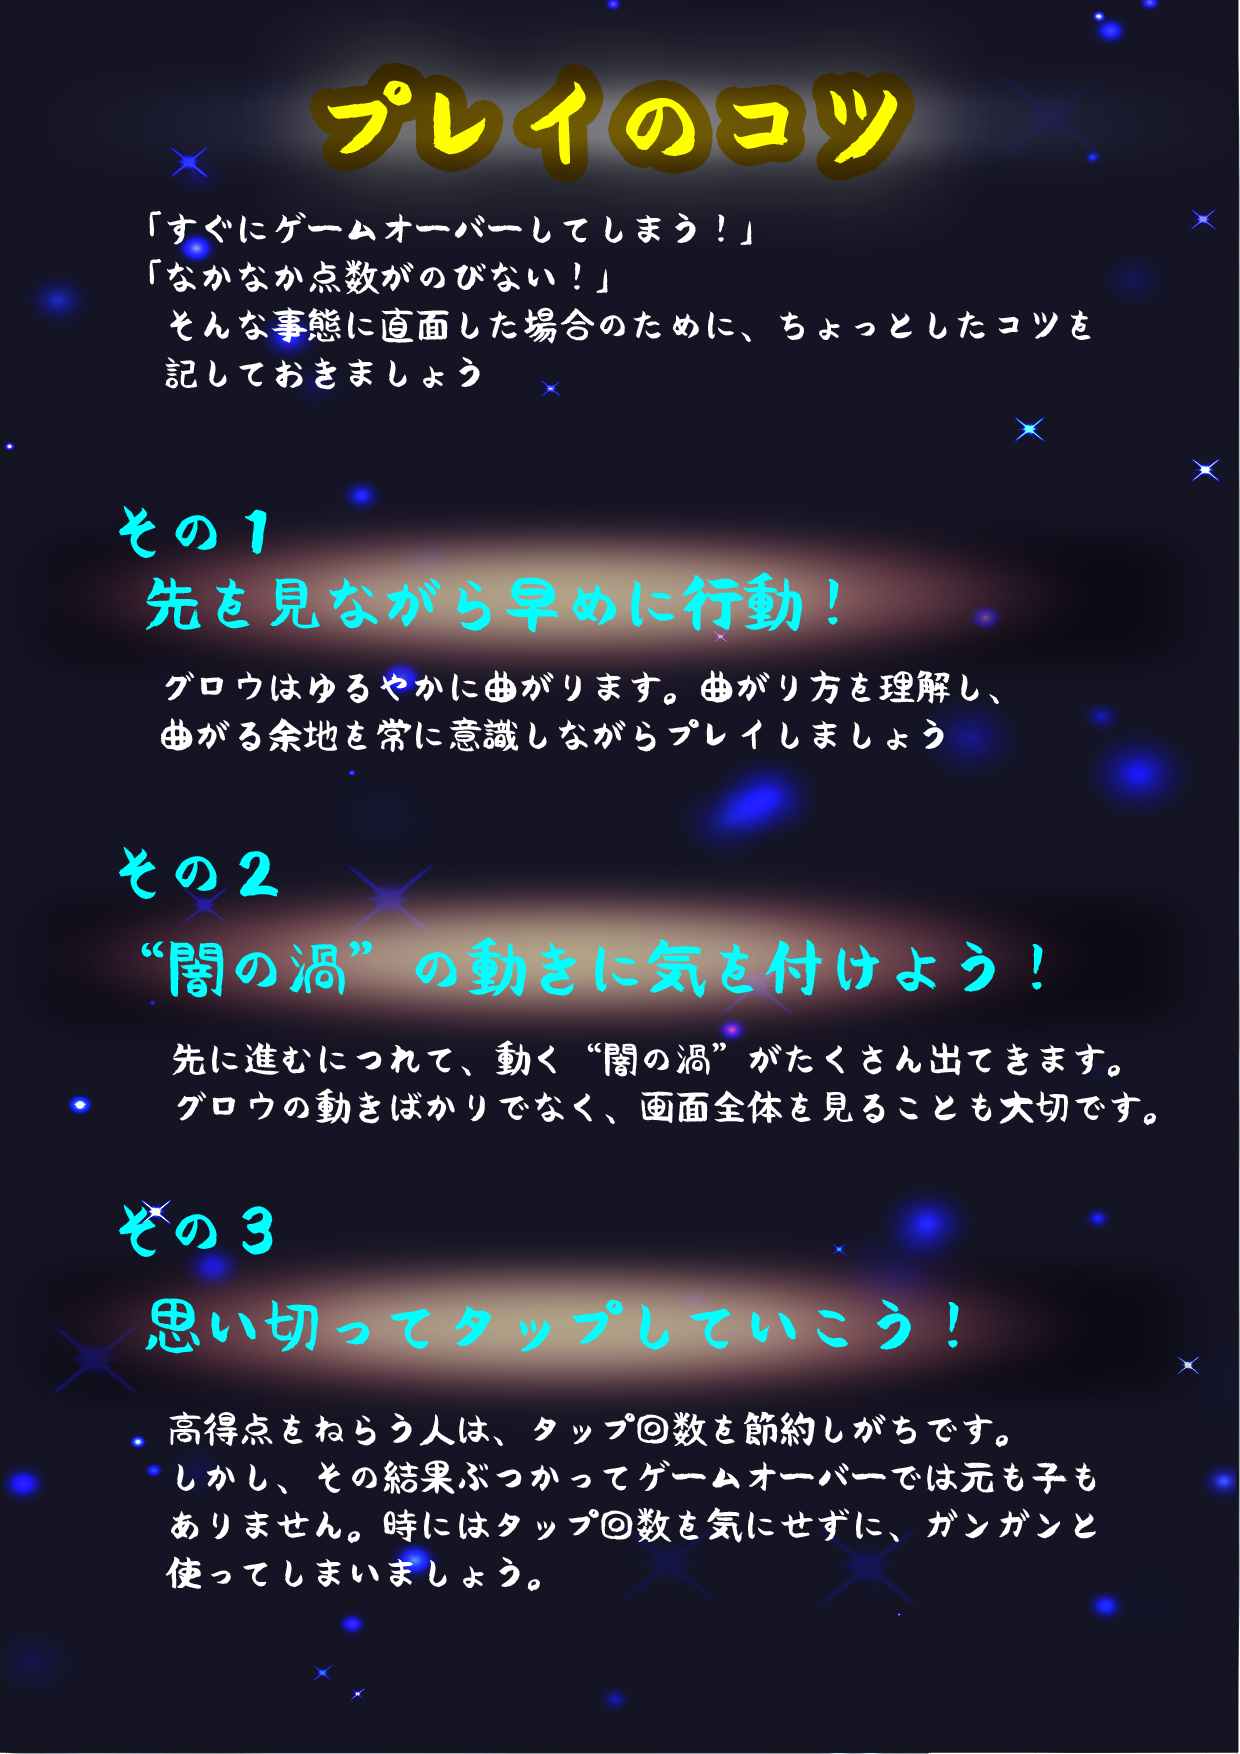 プレイのコツ
「すぐにゲームオーバーしてしまう！」
「なかなか点数がのびない！」
そんな事態に直面した場合のために、ちょっとしたコツを
記しておきましょう
その１
先を見ながら早めに行動！
グロウはゆるやかに曲がります。曲がり方を理解し、
曲がる余地を常に意識しながらプレイしましょう
その２
“闇の渦”の動きに気を付けよう！
先に進むにつれて、動く“闇の渦”がたくさん出てきます。
グロウの動きばかりでなく、画面全体を見ることも大切です。
その３
思い切ってタップしていこう！
高得点をねらう人は、タップ回数を節約しがちです。
しかし、その結果ぶつかってゲームオーバーでは元も子も
ありません。時にはタップ回数を気にせずに、ガンガンと
使ってしまいましょう。